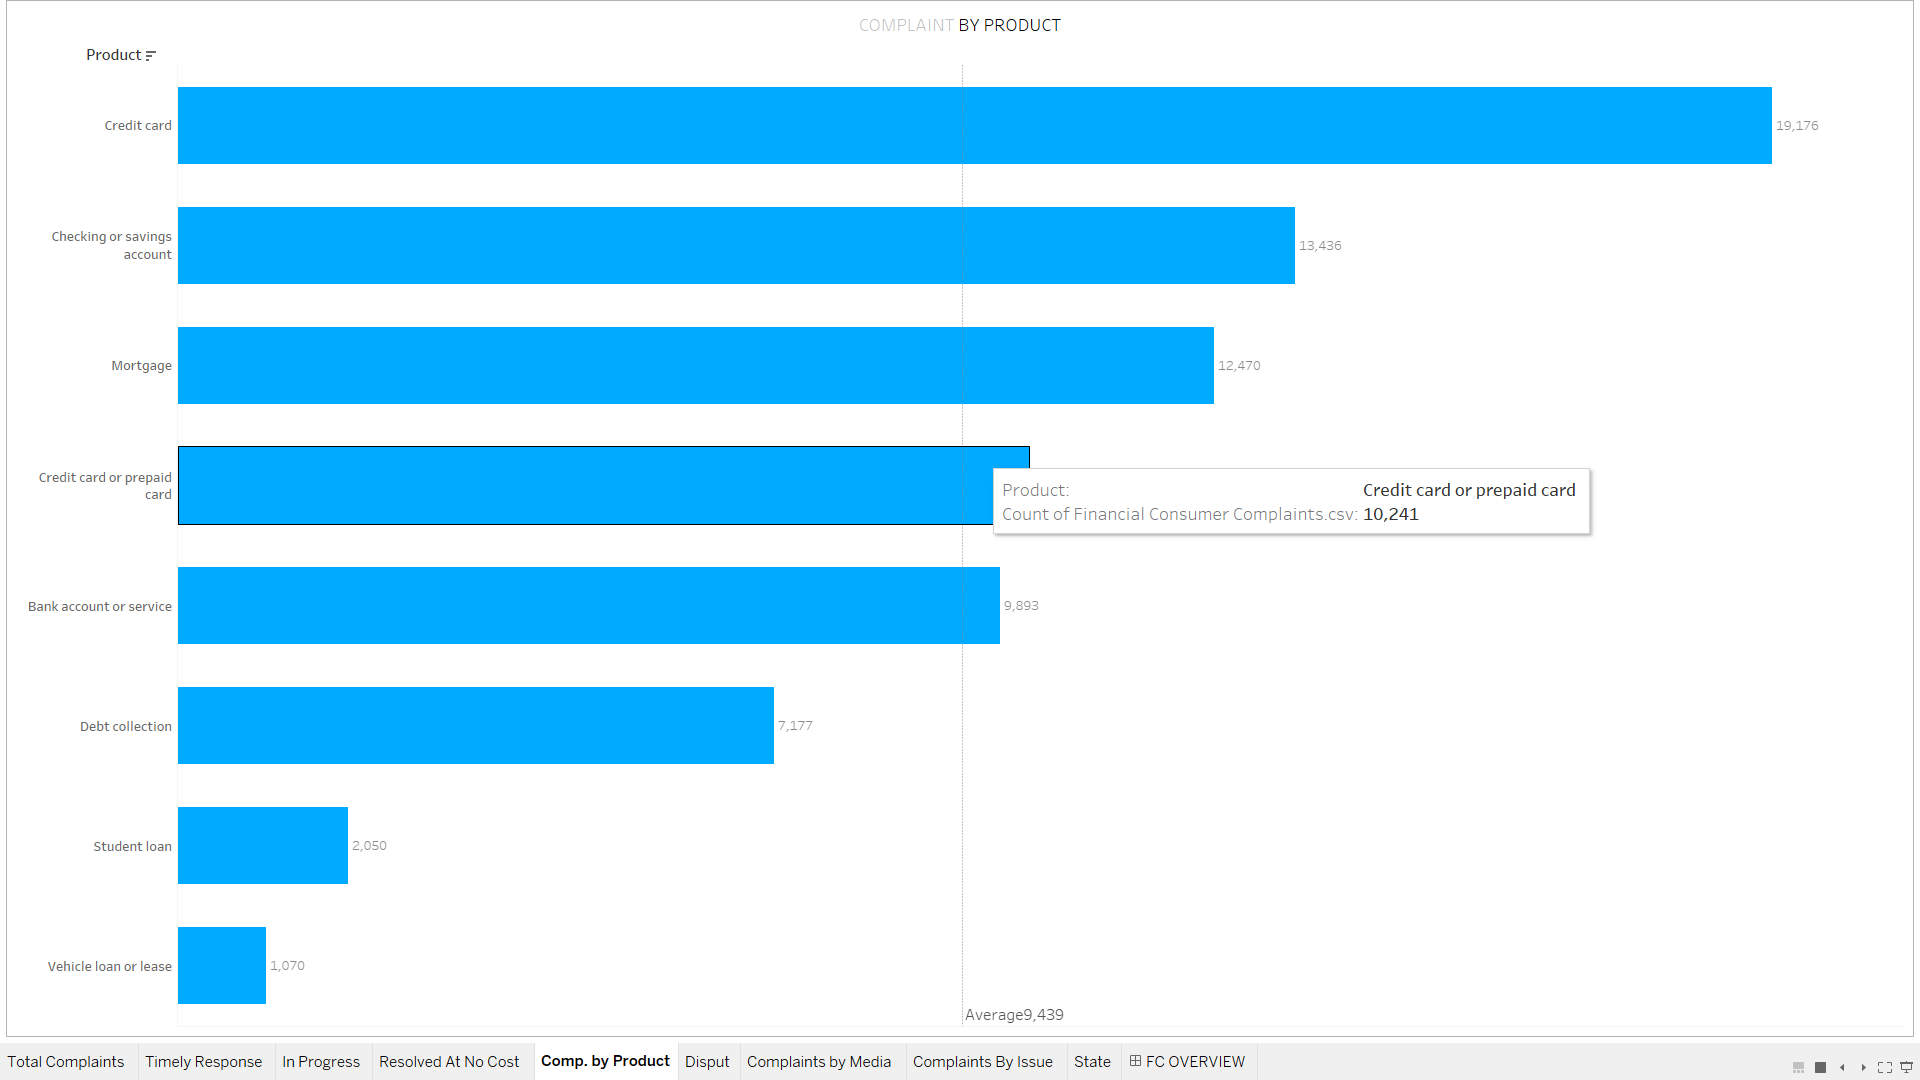 COMPLAINT BY PRODUCT
Product
Credit card
19,176
Checking or savings
account
13,436
Mortgage
12,470
Credit card or prepaid
card
Product: Credit card or prepaid card
Count of Financial Consumer Complaints.csv: 10,241
Bank account or service
9,893
Debt collection
7,177
Student loan
2,050
Vehicle loan or lease
1,070
Average9,439
Total Complaints Timely Response In Progress Resolved At No Cost Comp. by Product Disput Complaints by Media Complaints By Issue State FC OVERVIEW